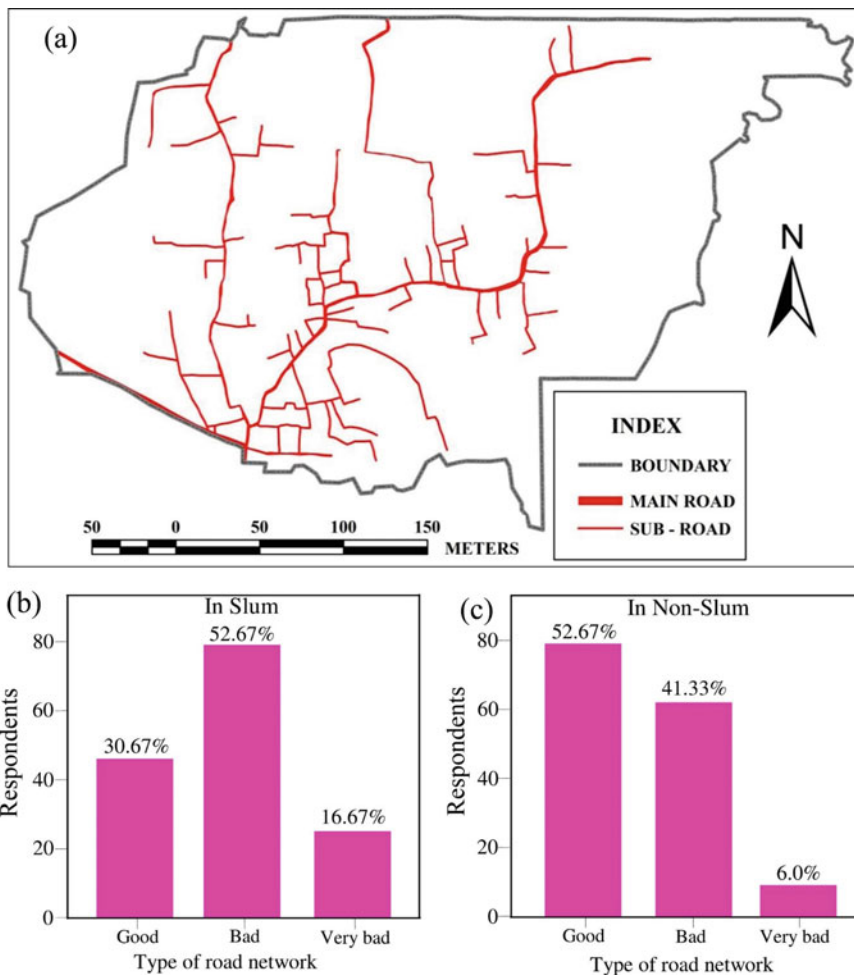 (a)
N
INDEX
BOUNDARY
MAIN ROAD
SUB - ROAD
50 0 50 100 150
METERS
(b)
In Slum
52.67%
30.67%
16.67%
80
60
40
20
0
Respondents
Good Bad Very bad
Type of road network
(c)
In Non-Slum
52.67%
41.33%
6.0%
80
60
40
20
0
Respondents
Good Bad Very bad
Type of road network